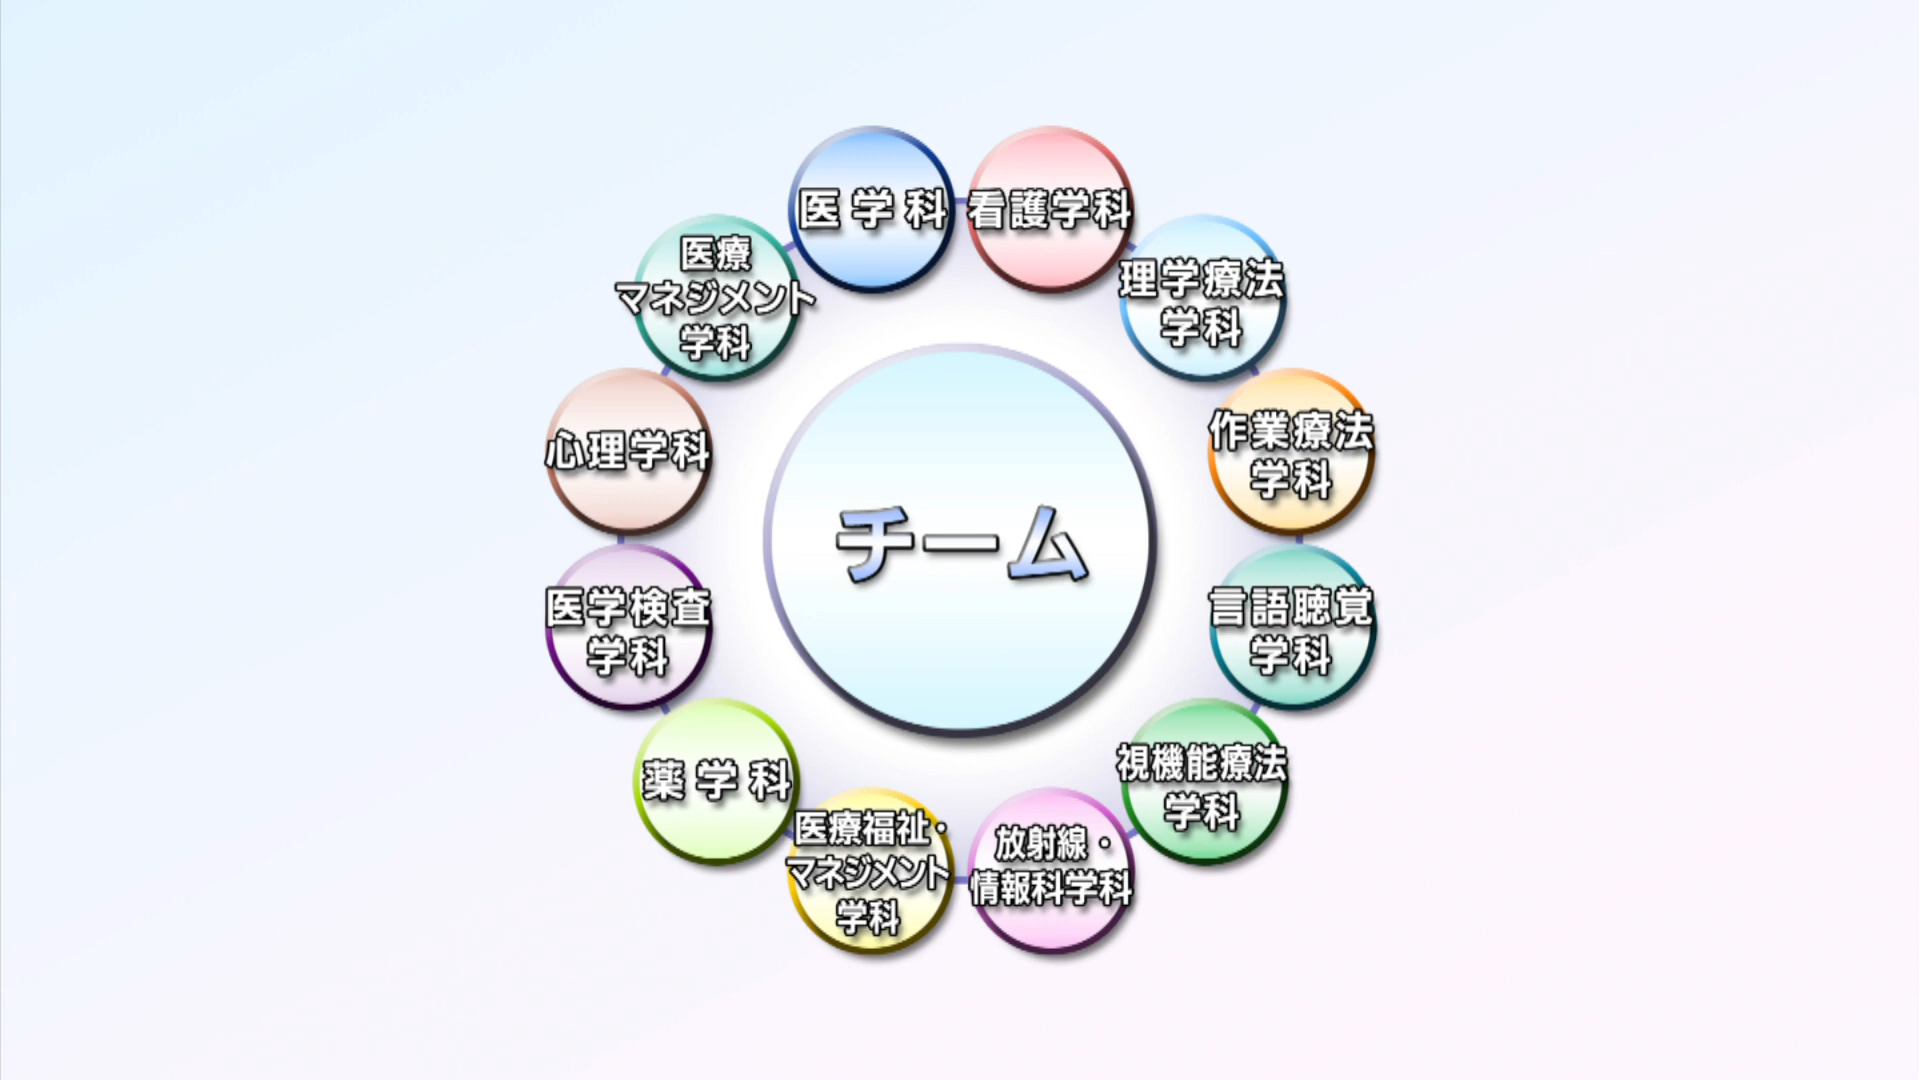 医学科
看護学科
理学療法
学科
作業療法
学科
言語聴覚
学科
視機能療法
学科
放射線・
情報科学科
医療福祉・
マネジメント
学科
薬学科
医学検査
学科
心理学科
医療
マネジメント
学科
チーム